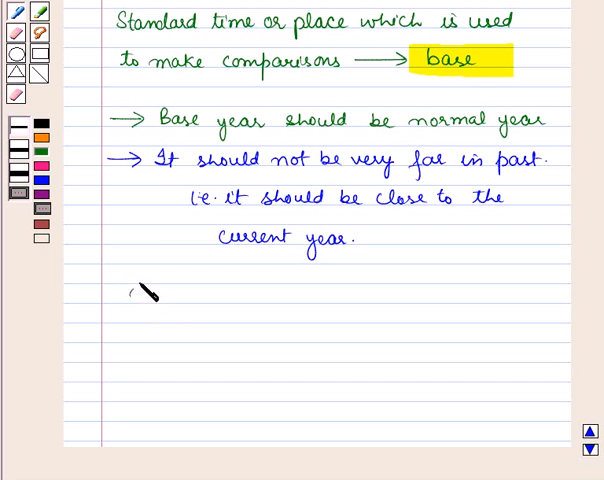 Standard time or place which is used
to make comparisons → base
→ Base year should be normal year
→ It should not be very far in past.
i.e. it should be close to the
current year.